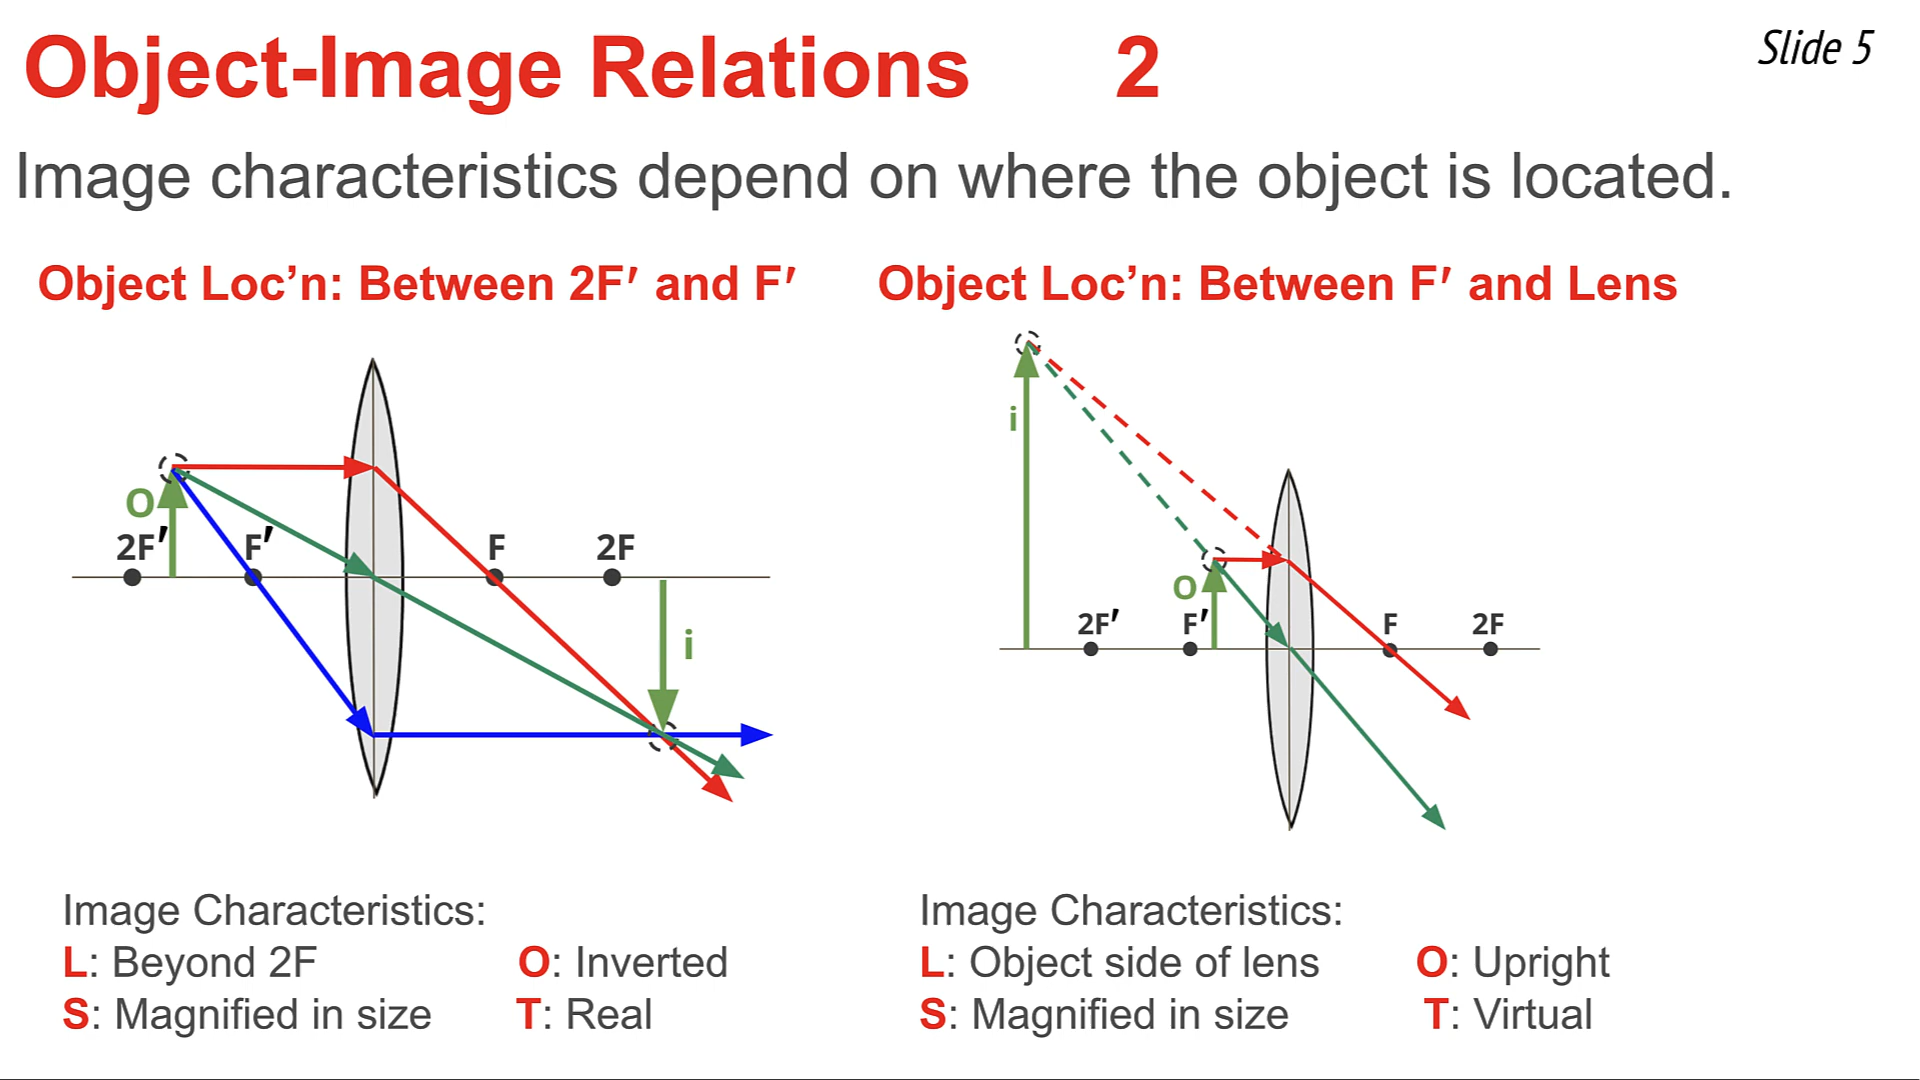 Object-Image Relations 2
Slide 5
Image characteristics depend on where the object is located.
Object Loc’n: Between 2F′ and F′
O
2F′
F′
F
2F
i
Image Characteristics:
L: Beyond 2F
O: Inverted
S: Magnified in size
T: Real
Object Loc’n: Between F′ and Lens
i
O
2F′
F′
F
2F
Image Characteristics:
L: Object side of lens
O: Upright
S: Magnified in size
T: Virtual